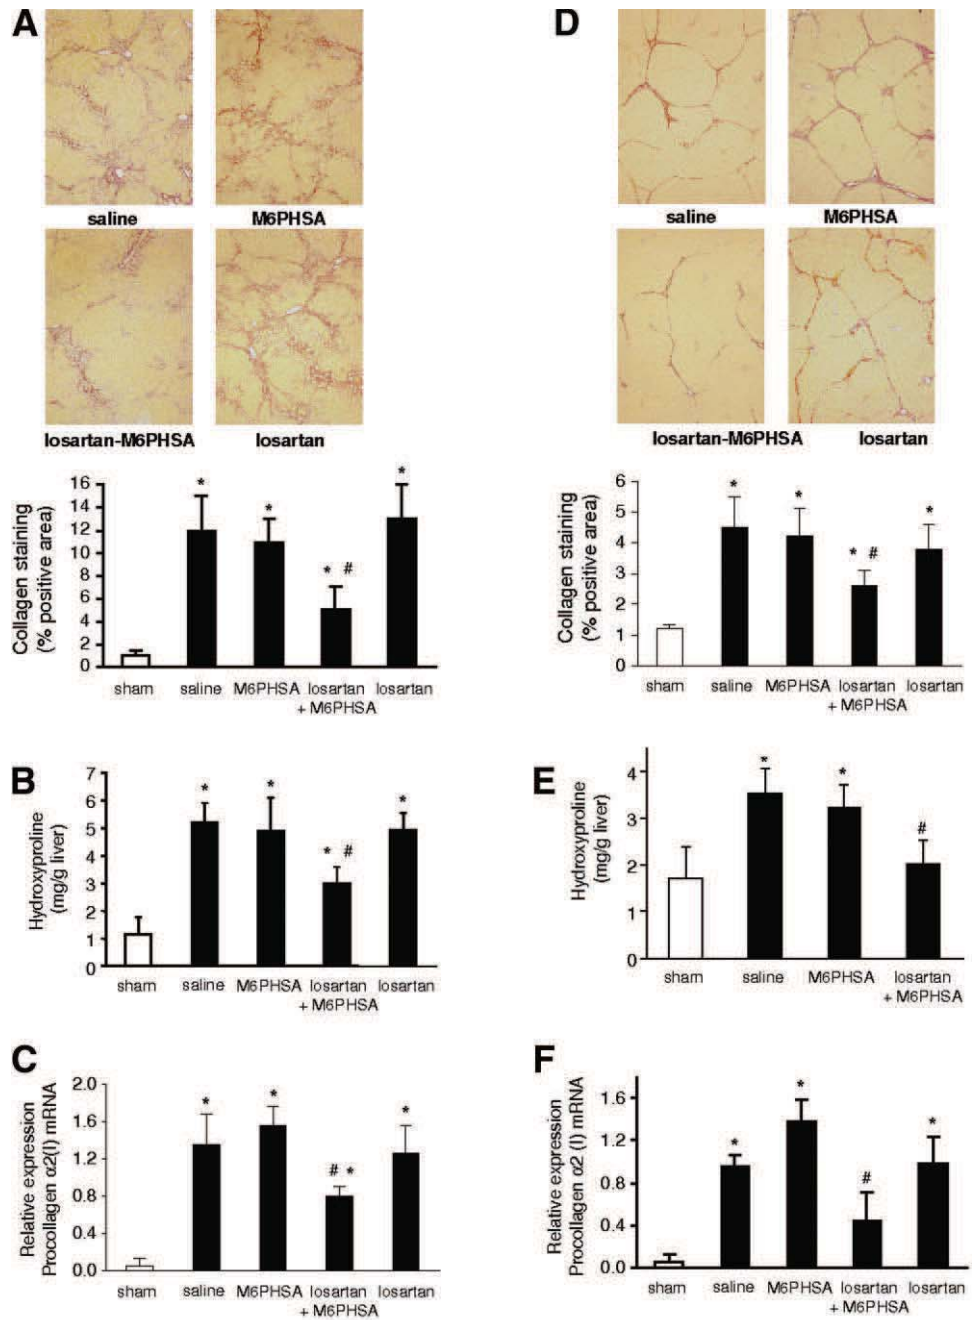 A
saline
M6PHSA
losartan-M6PHSA
losartan
Collagen staining
(% positive area)
16
14
12
10
8
6
4
2
0
*
*
* #
*
sham
saline
M6PHSA
losartan
+ M6PHSA
losartan
B
Hydroxyproline
(mg/g liver)
7
6
5
4
3
2
1
0
*
*
* #
*
sham
saline
M6PHSA
losartan
+ M6PHSA
losartan
C
Relative expression
Procollagen α2(I) mRNA
2.0
1.6
1.2
0.8
0.4
0.0
*
*
# *
*
sham
saline
M6PHSA
losartan
+ M6PHSA
losartan
D
saline
M6PHSA
losartan-M6PHSA
losartan
Collagen staining
(% positive area)
6
5
4
3
2
1
0
*
*
* #
*
sham
saline
M6PHSA
losartan
+ M6PHSA
losartan
E
Hydroxyproline
(mg/g liver)
4
3
2
1
0
*
*
#
sham
saline
M6PHSA
losartan
+ M6PHSA
F
Relative expression
Procollagen α2 (I) mRNA
1.6
1.2
0.8
0.4
0.0
*
*
#
*
sham
saline
M6PHSA
losartan
+ M6PHSA
losartan